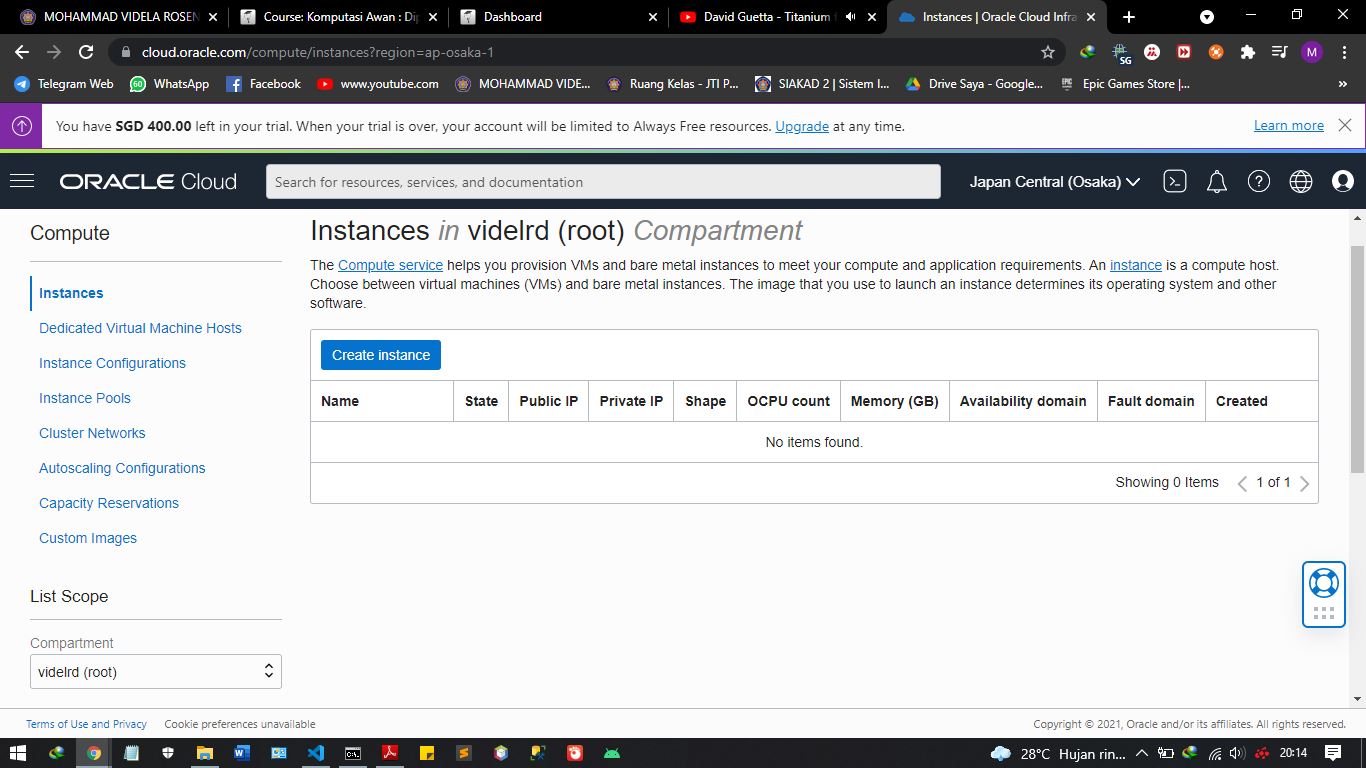 MOHAMMAD VIDELA ROSEN
Course: Komputasi Awan : Dip
Dashboard
David Guetta - Titanium f
Instances | Oracle Cloud Infra
cloud.oracle.com/compute/instances?region=ap-osaka-1
SG
M
Telegram Web
60
WhatsApp
Facebook
www.youtube.com
MOHAMMAD VIDE...
Ruang Kelas - JTI P...
SIAKAD 2 | Sistem I...
Drive Saya - Google...
Epic Games Store |...
You have SGD 400.00 left in your trial. When your trial is over, your account will be limited to Always Free resources. Upgrade at any time.
Learn more
ORACLE Cloud
Search for resources, services, and documentation
Japan Central (Osaka)
Compute
Instances
Dedicated Virtual Machine Hosts
Instance Configurations
Instance Pools
Cluster Networks
Autoscaling Configurations
Capacity Reservations
Custom Images
List Scope
Compartment
videlrd (root)
Instances in videlrd (root) Compartment
The Compute service helps you provision VMs and bare metal instances to meet your compute and application requirements. An instance is a compute host.
Choose between virtual machines (VMs) and bare metal instances. The image that you use to launch an instance determines its operating system and other
software.
Create instance
Name State Public IP Private IP Shape OCPU count Memory (GB) Availability domain Fault domain Created
No items found.
Showing 0 Items 1 of 1
Terms of Use and Privacy
Cookie preferences unavailable
Copyright © 2021, Oracle and/or its affiliates. All rights reserved.
28°C Hujan rin...
20:14